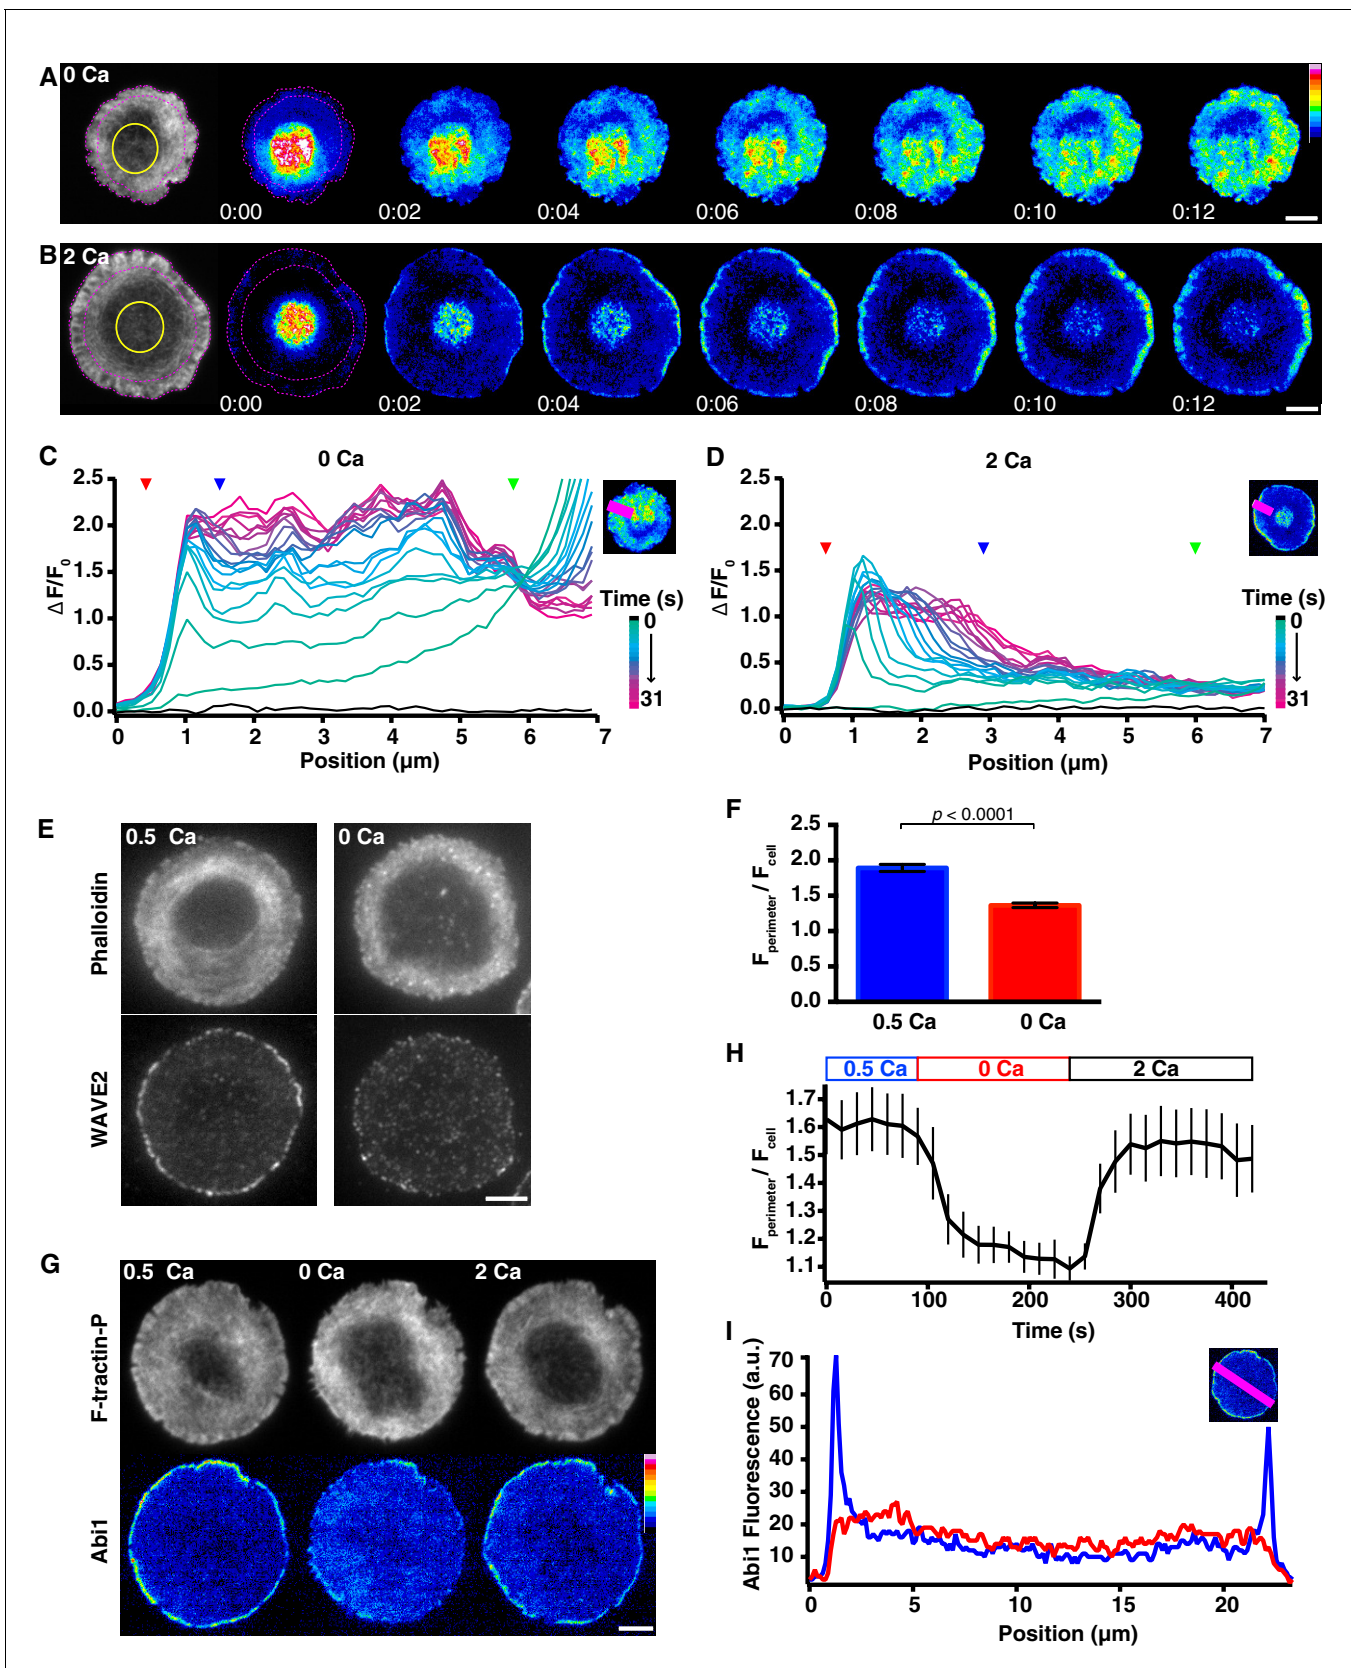 A
0 Ca
0:00 0:02 0:04 0:06 0:08 0:10 0:12
B
2 Ca
0:00 0:02 0:04 0:06 0:08 0:10 0:12
C
0 Ca
Δ F/F0
2.5
2.0
1.5
1.0
0.5
0.0
0 1 2 3 4 5 6 7
Position (µm)
Time (s)
0
31
D
2 Ca
Δ F/F0
2.5
2.0
1.5
1.0
0.5
0.0
0 1 2 3 4 5 6 7
Position (µm)
Time (s)
0
31
E
0.5 Ca
0 Ca
Phalloidin
WAVE2
F
p < 0.0001
Fperimeter / Fcell
2.5
2.0
1.5
1.0
0.5
0.0
0.5 Ca 0 Ca
G
0.5 Ca 0 Ca 2 Ca
F-tractin-P
Abi1
H
0.5 Ca 0 Ca 2 Ca
Fperimeter / Fcell
1.7
1.6
1.5
1.4
1.3
1.2
1.1
0 100 200 300 400
Time (s)
I
Abi1 Fluorescence (a.u.)
70
60
50
40
30
20
10
0 5 10 15 20
Position (µm)